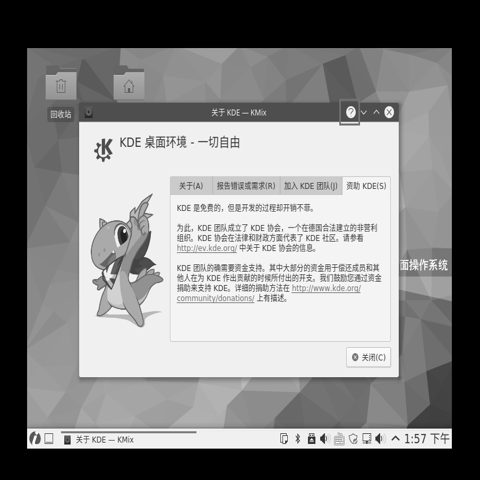 回收站
关于 KDE — KMix
KDE 桌面环境 - 一切自由
关于(A) 报告错误或需求(R) 加入 KDE 团队(J) 资助 KDE(S)
KDE 是免费的，但是开发的过程却开销不菲。
为此，KDE 团队成立了 KDE 协会，一个在德国合法建立的非营利
组织。KDE 协会在法律和财政方面代表了 KDE 社区。请参看
http://ev.kde.org/ 中关于 KDE 协会的信息。
KDE 团队的确需要资金支持。其中大部分的资金用于偿还成员和其
他人在为 KDE 作出贡献的时候所付出的开支。我们鼓励您通过资金
捐助来支持 KDE。详细的捐助方法在 http://www.kde.org/
community/donations/ 上有描述。
面操作系统
关闭(C)
关于 KDE — KMix
1:57 下午